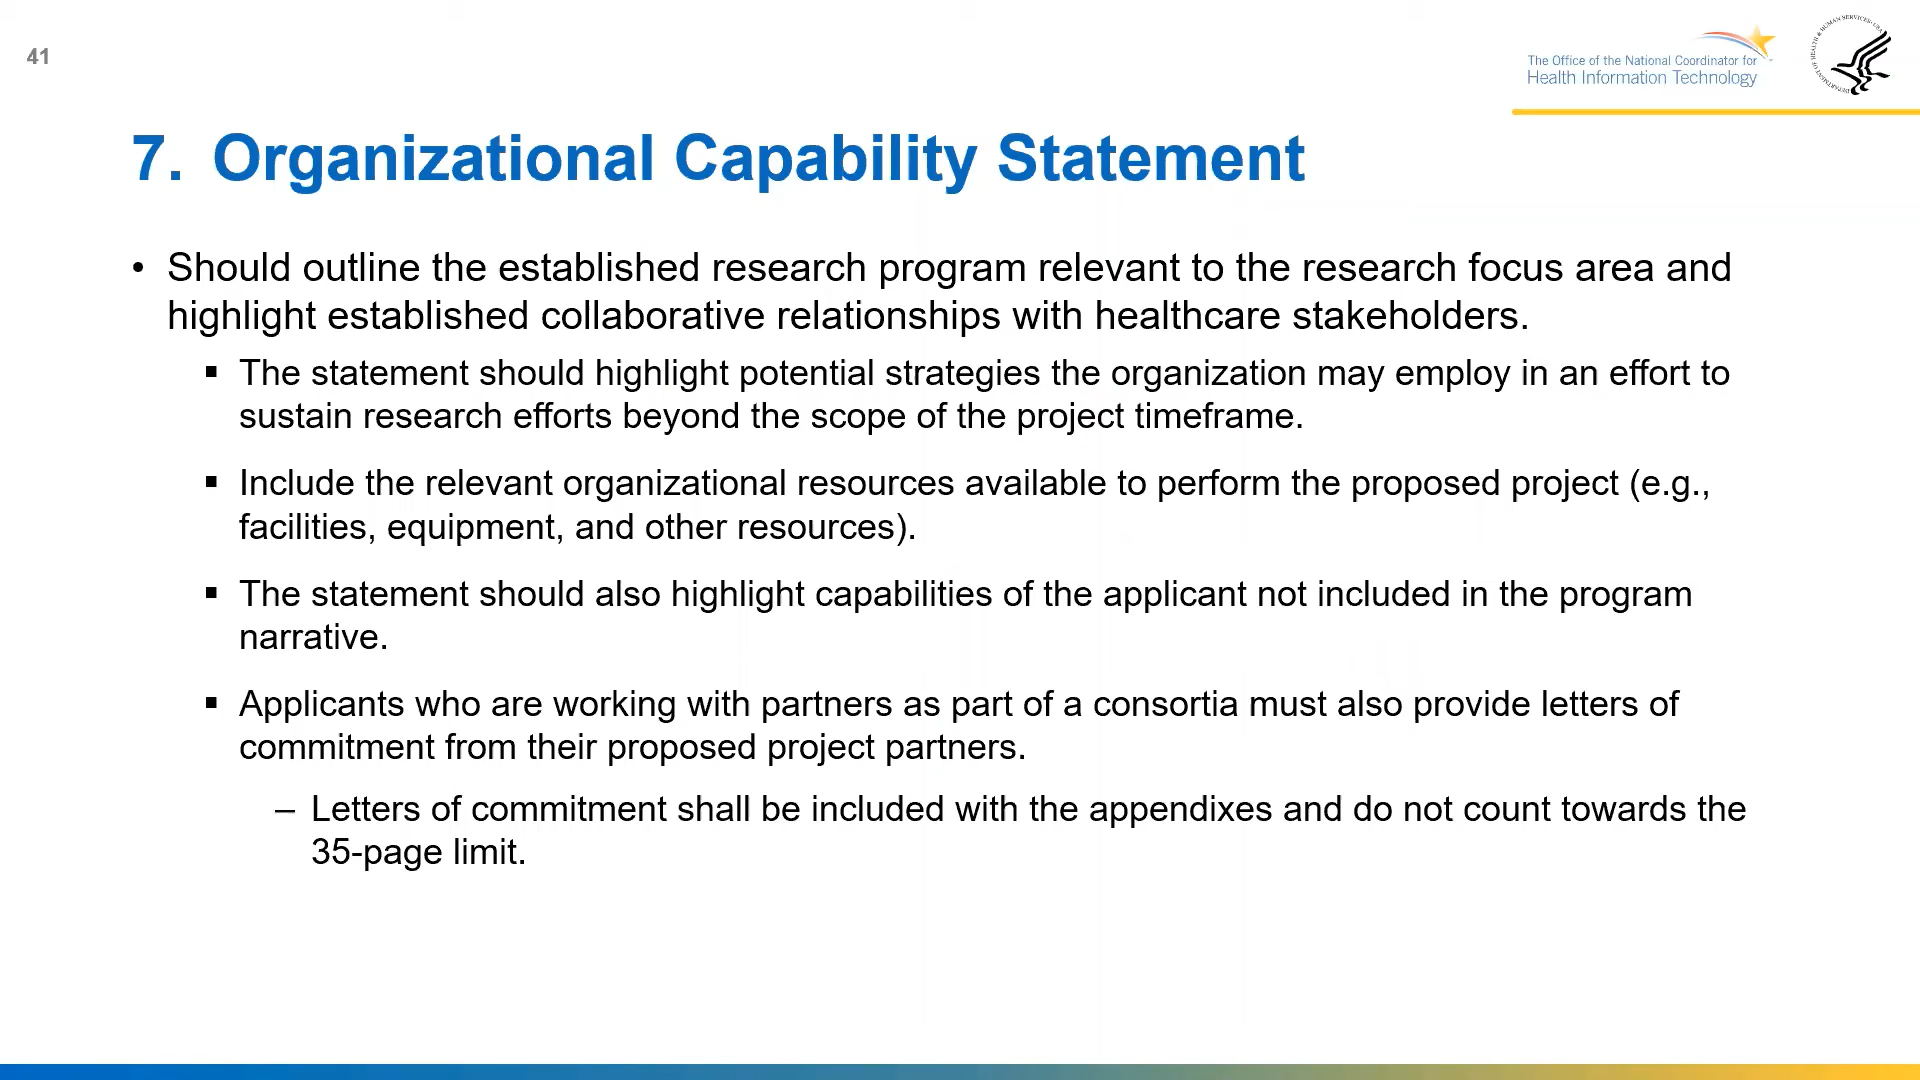 41
The Office of the National Coordinator for
Health Information Technology
DEPARTMENT OF HEALTH & HUMAN SERVICES · USA
7. Organizational Capability Statement
• Should outline the established research program relevant to the research focus area and
highlight established collaborative relationships with healthcare stakeholders.
▪ The statement should highlight potential strategies the organization may employ in an effort to
sustain research efforts beyond the scope of the project timeframe.
▪ Include the relevant organizational resources available to perform the proposed project (e.g.,
facilities, equipment, and other resources).
▪ The statement should also highlight capabilities of the applicant not included in the program
narrative.
▪ Applicants who are working with partners as part of a consortia must also provide letters of
commitment from their proposed project partners.
– Letters of commitment shall be included with the appendixes and do not count towards the
35-page limit.